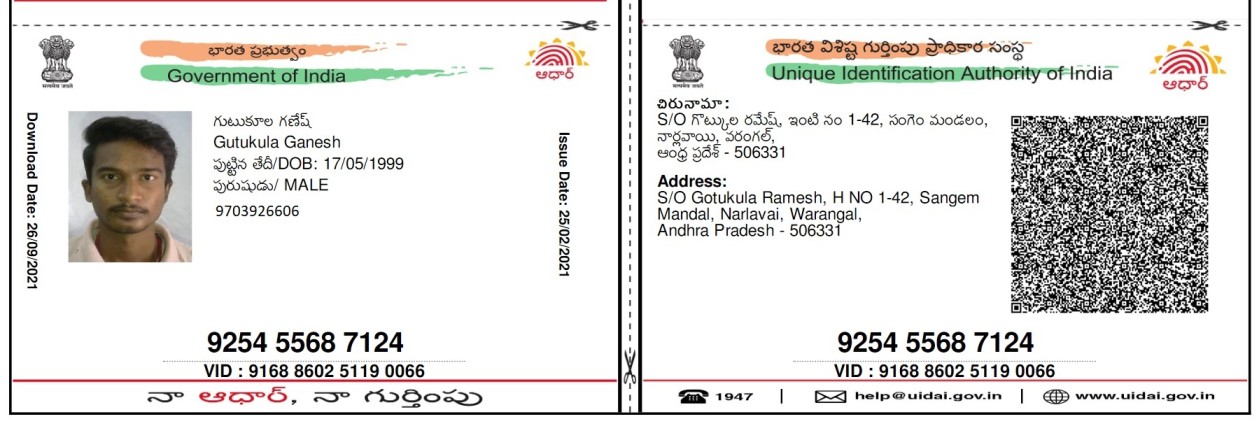 భారత ప్రభుత్వం
Government of India
ఆధార్
Download Date: 26/09/2021
గుటుకూల గణేష్
Gutukula Ganesh
పుట్టిన తేదీ/DOB: 17/05/1999
పురుషుడు/ MALE
9703926606
Issue Date: 25/02/2021
9254 5568 7124
VID : 9168 8602 5119 0066
నా ఆధార్, నా గుర్తింపు
భారత విశిష్ట గుర్తింపు ప్రాధికార సంస్థ
Unique Identification Authority of India
ఆధార్
చిరునామా:
S/O గొట్కుల రమేష్, ఇంటి నం 1-42, సంగెం మండలం,
నార్లవాయి, వరంగల్,
ఆంధ్ర ప్రదేశ్ - 506331
Address:
S/O Gotukula Ramesh, H NO 1-42, Sangem
Mandal, Narlavai, Warangal,
Andhra Pradesh - 506331
9254 5568 7124
VID : 9168 8602 5119 0066
1947 | help@uidai.gov.in | www.uidai.gov.in